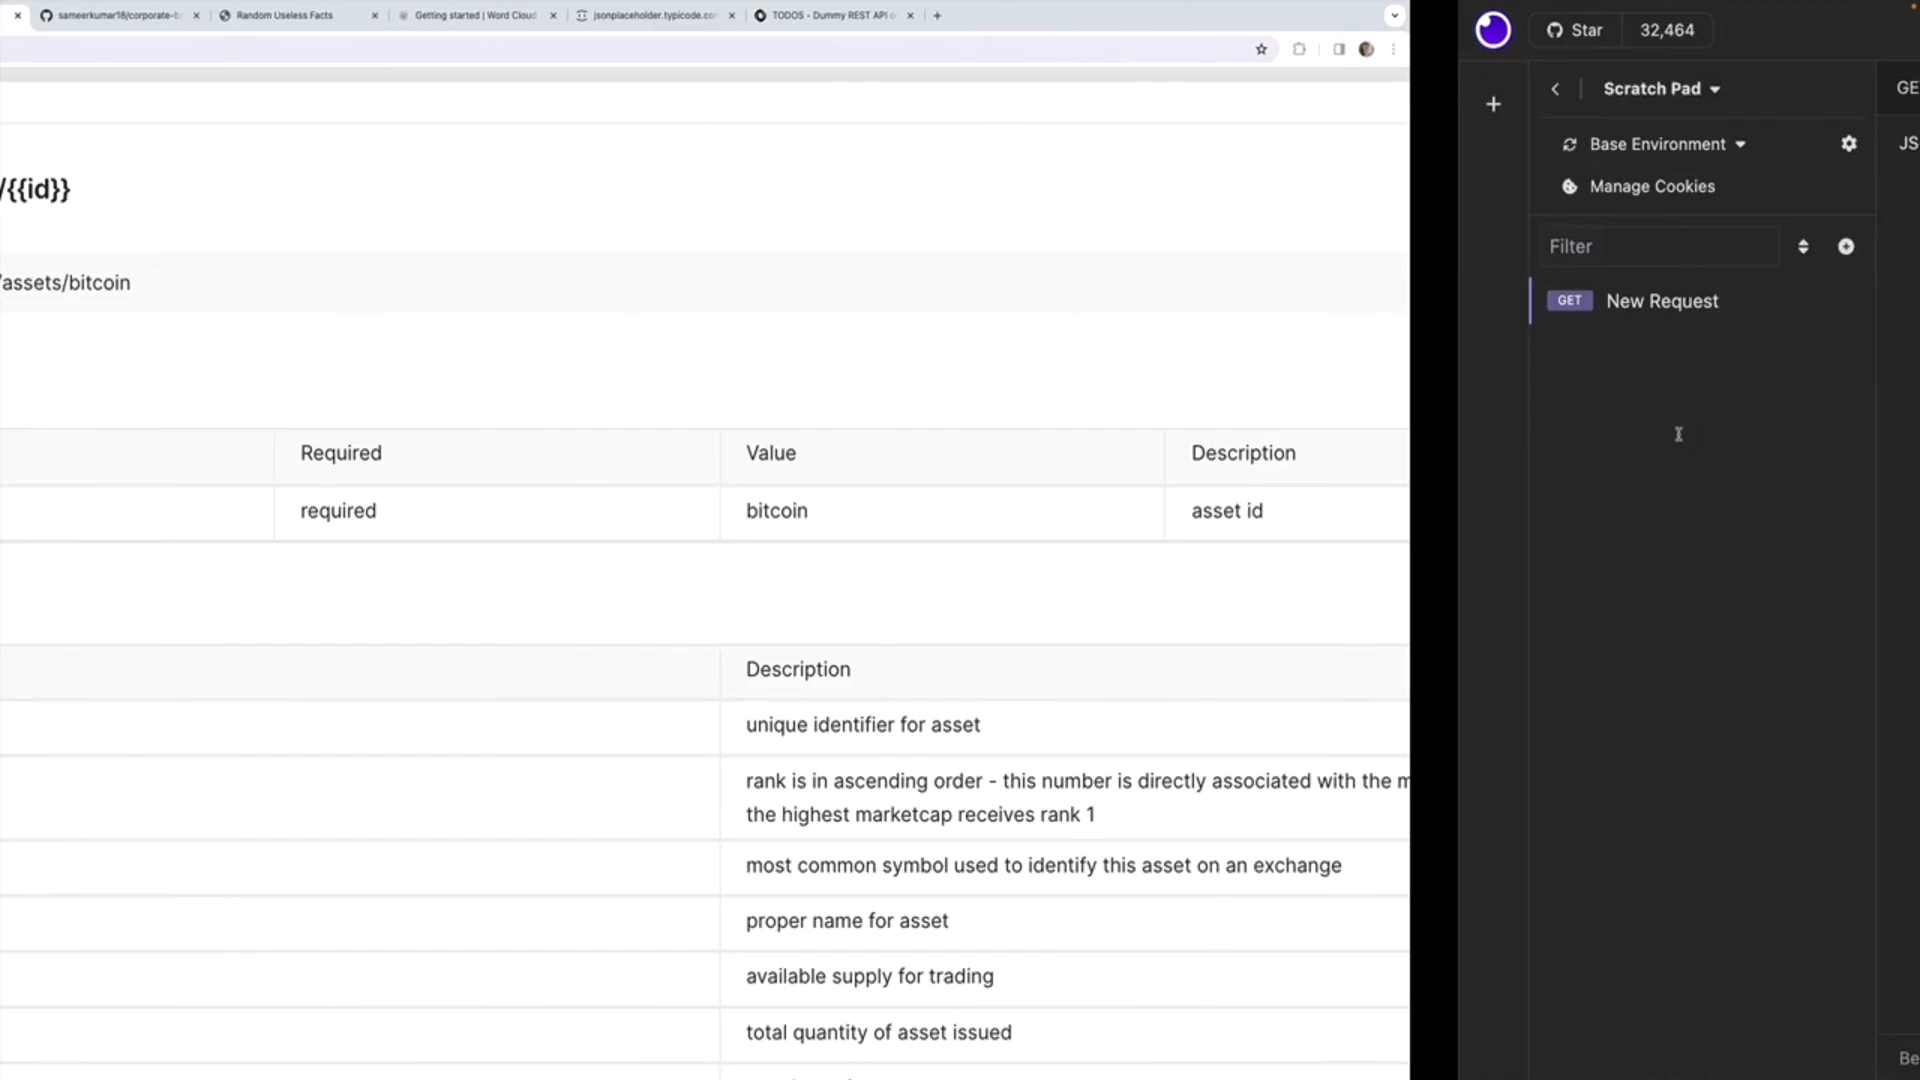 sameerkumar18/corporate-b
Random Useless Facts
Getting started | Word Cloud
jsonplaceholder.typicode.co
TODOS - Dummy REST API o
/{{id}}
/assets/bitcoin
Required Value Description
required bitcoin asset id
Description
unique identifier for asset
rank is in ascending order - this number is directly associated with the m
the highest marketcap receives rank 1
most common symbol used to identify this asset on an exchange
proper name for asset
available supply for trading
total quantity of asset issued
Star 32,464
Scratch Pad
GE
Base Environment
JS
Manage Cookies
Filter
GET New Request
Be